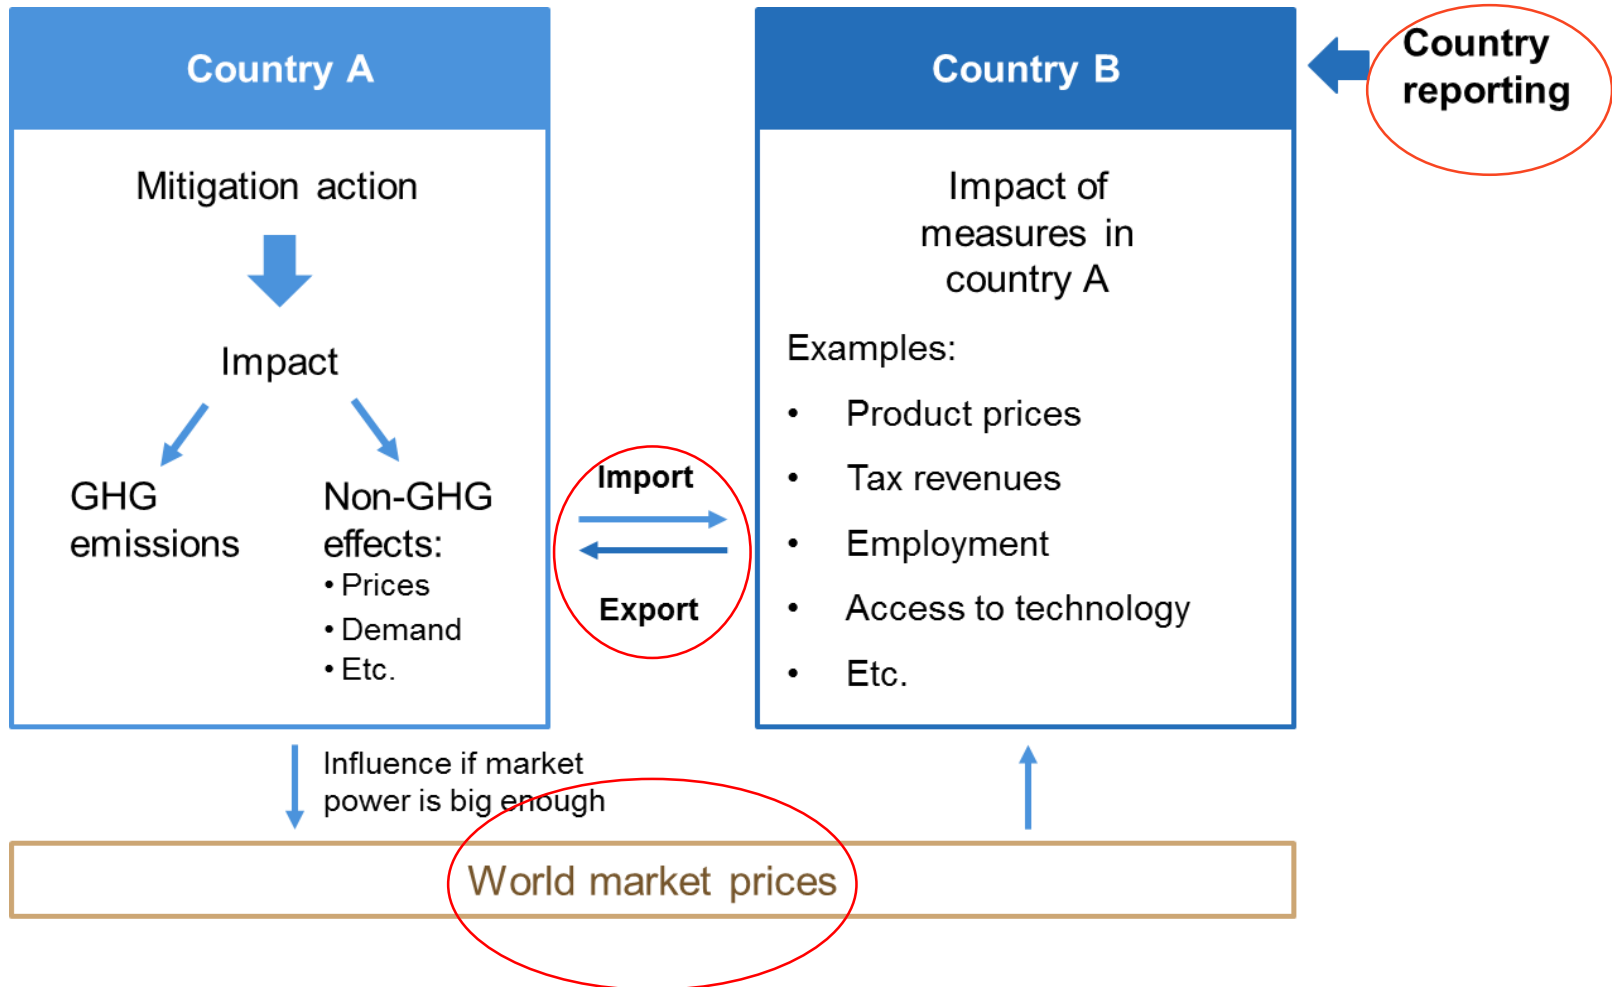 Country A
Mitigation action
Impact
GHG
emissions
Non-GHG
effects:
• Prices
• Demand
• Etc.
Import
Export
Country B
Impact of
measures in
country A
Examples:
• Product prices
• Tax revenues
• Employment
• Access to technology
• Etc.
Country
reporting
Influence if market
power is big enough
World market prices